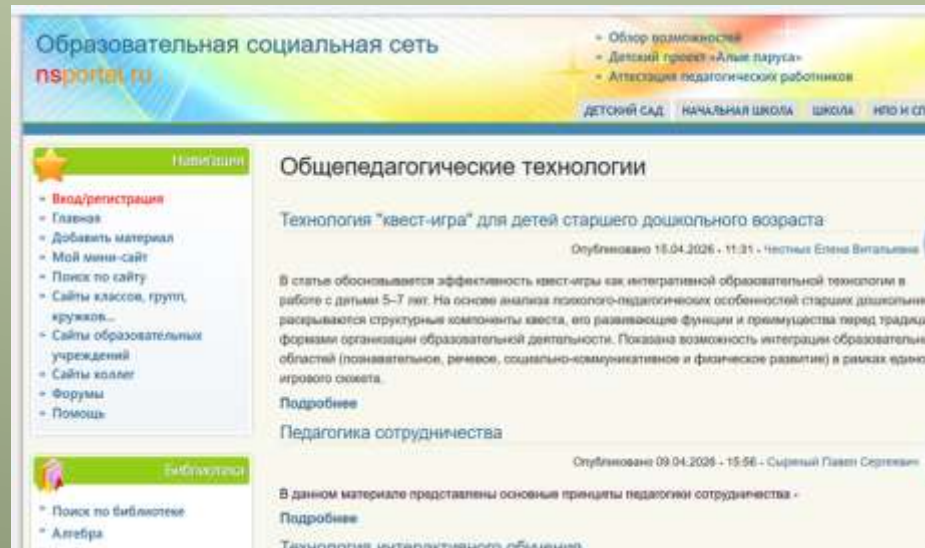 Образовательная социальная сеть
nsportal.ru
Обзор возможностей
Детский проект «Алые паруса»
Аттестация педагогических работников
ДЕТСКИЙ САД НАЧАЛЬНАЯ ШКОЛА ШКОЛА НПО И СП
Навигация
Вход/регистрация
Главная
Добавить материал
Мой мини-сайт
Поиск по сайту
Сайты классов, групп,
кружков...
Сайты образовательных
учреждений
Сайты коллег
Форумы
Помощь
Библиотека
Поиск по библиотеке
Алгебра
Общепедагогические технологии
Технология "квест-игра" для детей старшего дошкольного возраста
Опубликовано 15.04.2026 - 11:31 - Честных Елена Витальевна
В статье обосновывается эффективность квест-игры как интегративной образовательной технологии в
работе с детьми 5–7 лет. На основе анализа психолого-педагогических особенностей старших дошкольни
раскрываются структурные компоненты квеста, его развивающие функции и преимущества перед традиц
формами организации образовательной деятельности. Показана возможность интеграции образовательн
областей (познавательное, речевое, социально-коммуникативное и физическое развитие) в рамках едино
игрового сюжета.
Подробнее
Педагогика сотрудничества
Опубликовано 09.04.2026 - 15:56 - Сырный Павел Сергеевич
В данном материале представлены основные принципы педагогики сотрудничества -
Подробнее
Технология интерактивного обучения